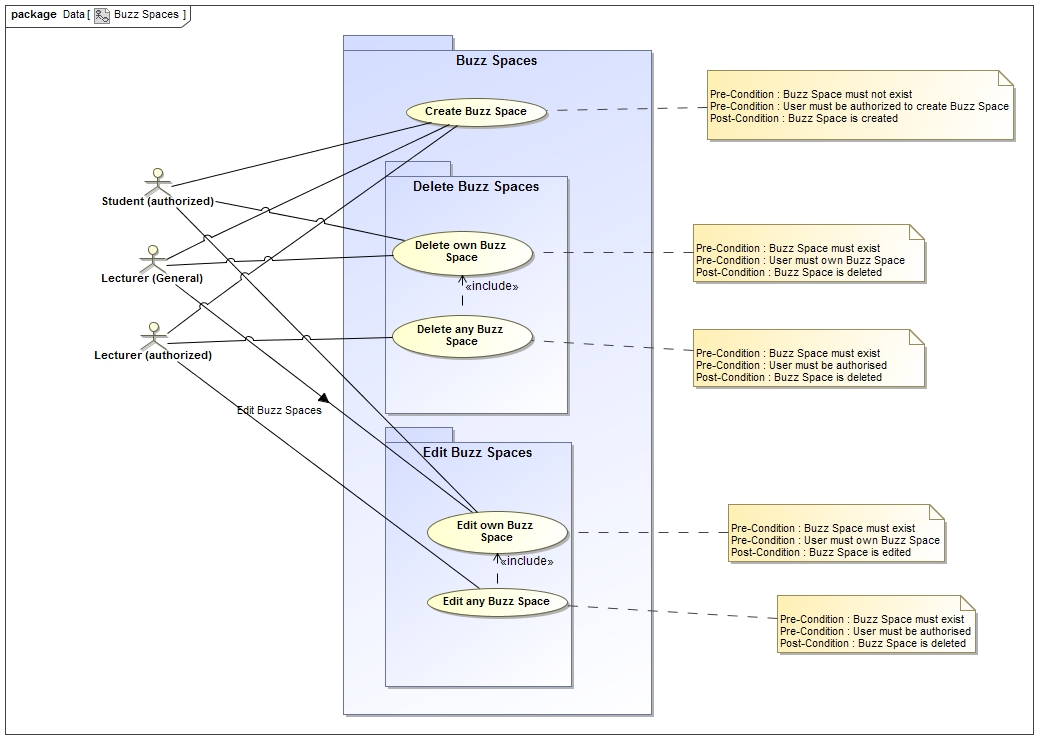 package Data [ Buzz Spaces ]
Buzz Spaces
Create Buzz Space
Pre-Condition : Buzz Space must not exist
Pre-Condition : User must be authorized to create Buzz Space
Post-Condition : Buzz Space is created
Student (authorized)
Delete Buzz Spaces
Delete own Buzz
Space
Pre-Condition : Buzz Space must exist
Pre-Condition : User must own Buzz Space
Post-Condition : Buzz Space is deleted
Lecturer (General)
«include»
Delete any Buzz
Space
Pre-Condition : Buzz Space must exist
Pre-Condition : User must be authorised
Post-Condition : Buzz Space is deleted
Lecturer (authorized)
Edit Buzz Spaces
Edit Buzz Spaces
Edit own Buzz
Space
Pre-Condition : Buzz Space must exist
Pre-Condition : User must own Buzz Space
Post-Condition : Buzz Space is edited
«include»
Edit any Buzz Space
Pre-Condition : Buzz Space must exist
Pre-Condition : User must be authorised
Post-Condition : Buzz Space is deleted